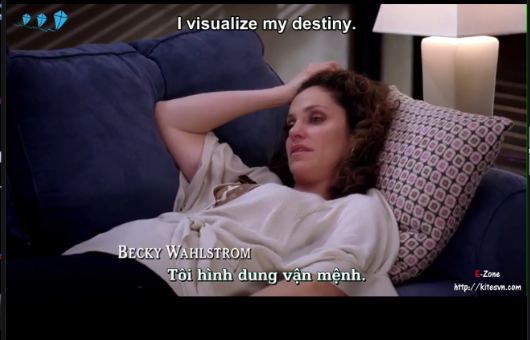 I visualize my destiny.
BECKY WAHLSTROM
Tôi hình dung vận mệnh.
E-Zone
http://kitesvn.com